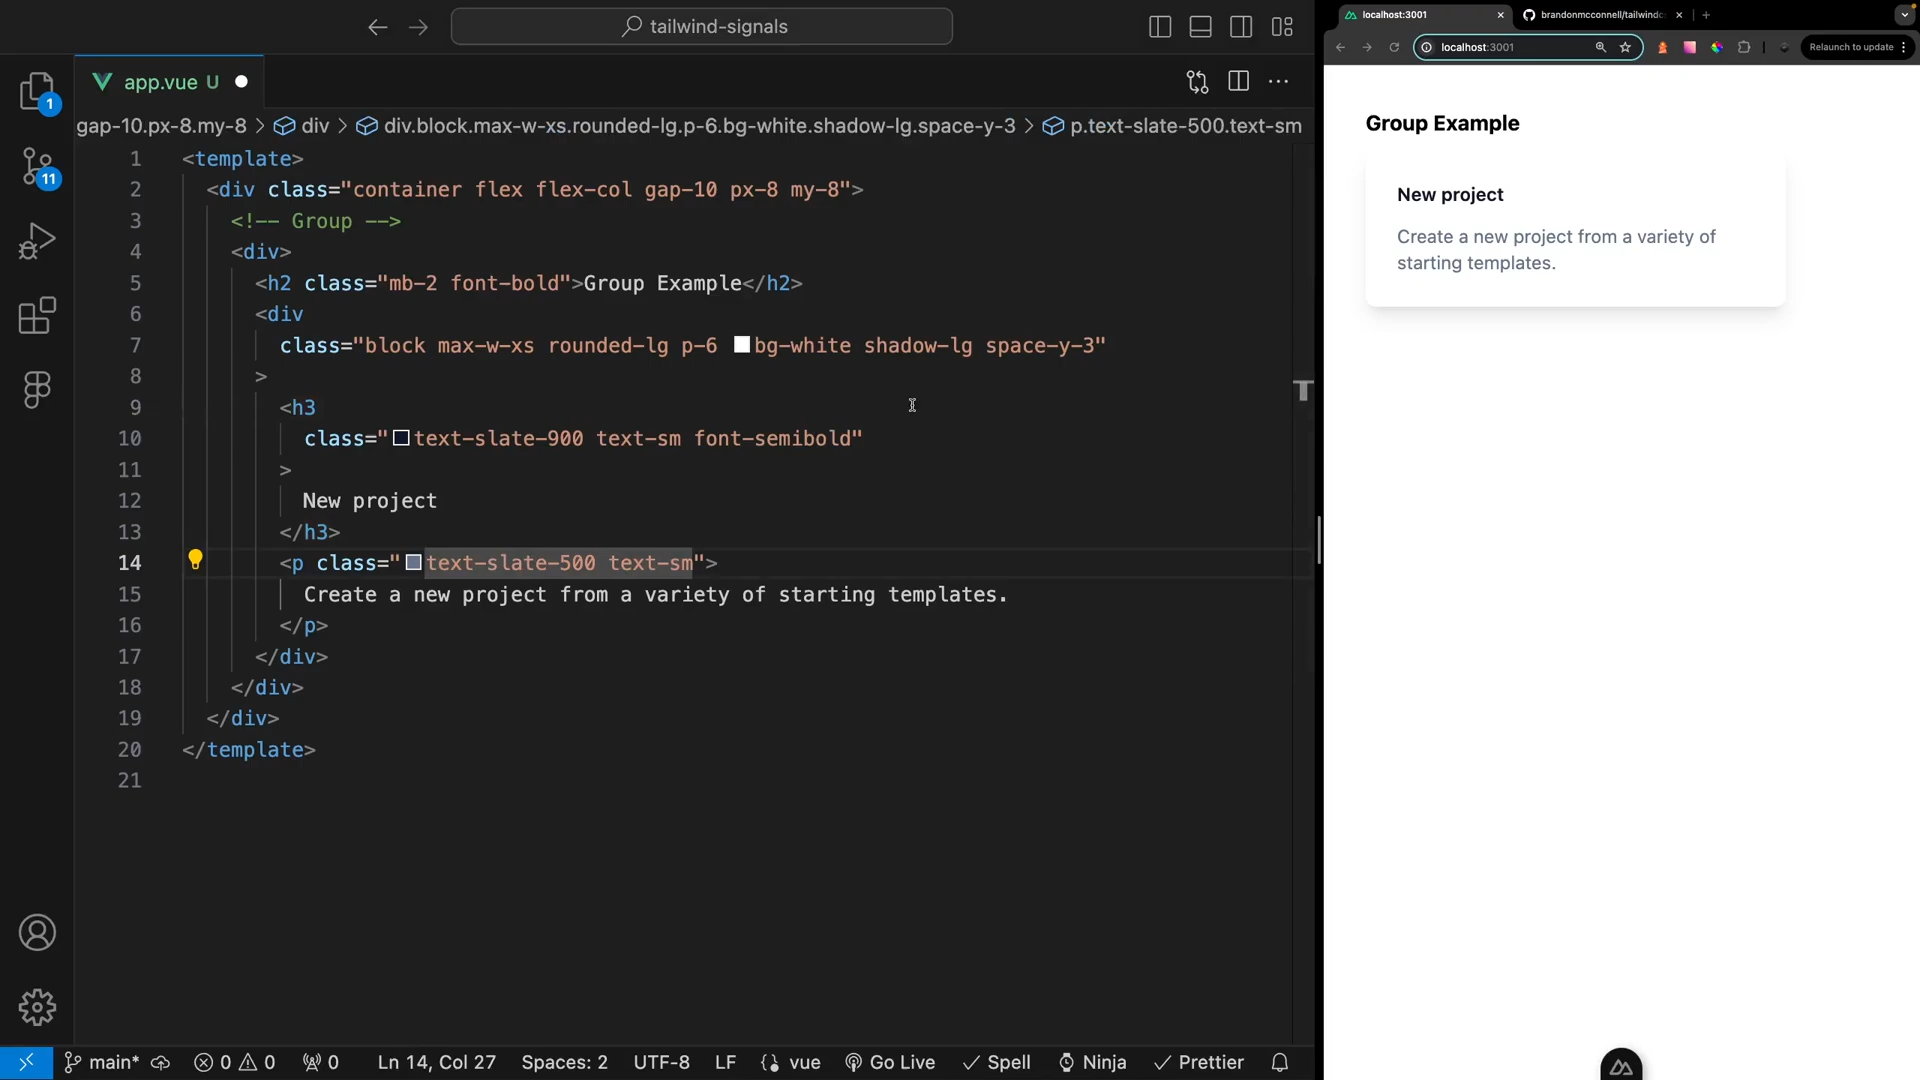 tailwind-signals
app.vue U
gap-10.px-8.my-8 > div > div.block.max-w-xs.rounded-lg.p-6.bg-white.shadow-lg.space-y-3 > p.text-slate-500.text-sm
1 <template>
2 <div class="container flex flex-col gap-10 px-8 my-8">
3 <!-- Group -->
4 <div>
5 <h2 class="mb-2 font-bold">Group Example</h2>
6 <div
7 class="block max-w-xs rounded-lg p-6 bg-white shadow-lg space-y-3"
8 >
9 <h3
10 class="text-slate-900 text-sm font-semibold"
11 >
12 New project
13 </h3>
14 <p class="text-slate-500 text-sm">
15 Create a new project from a variety of starting templates.
16 </p>
17 </div>
18 </div>
19 </div>
20 </template>
21
1
11
main* 0 0 0 Ln 14, Col 27 Spaces: 2 UTF-8 LF vue Go Live Spell Ninja Prettier
localhost:3001 brandonmcconnell/tailwindc
localhost:3001 Relaunch to update
Group Example
New project
Create a new project from a variety of
starting templates.